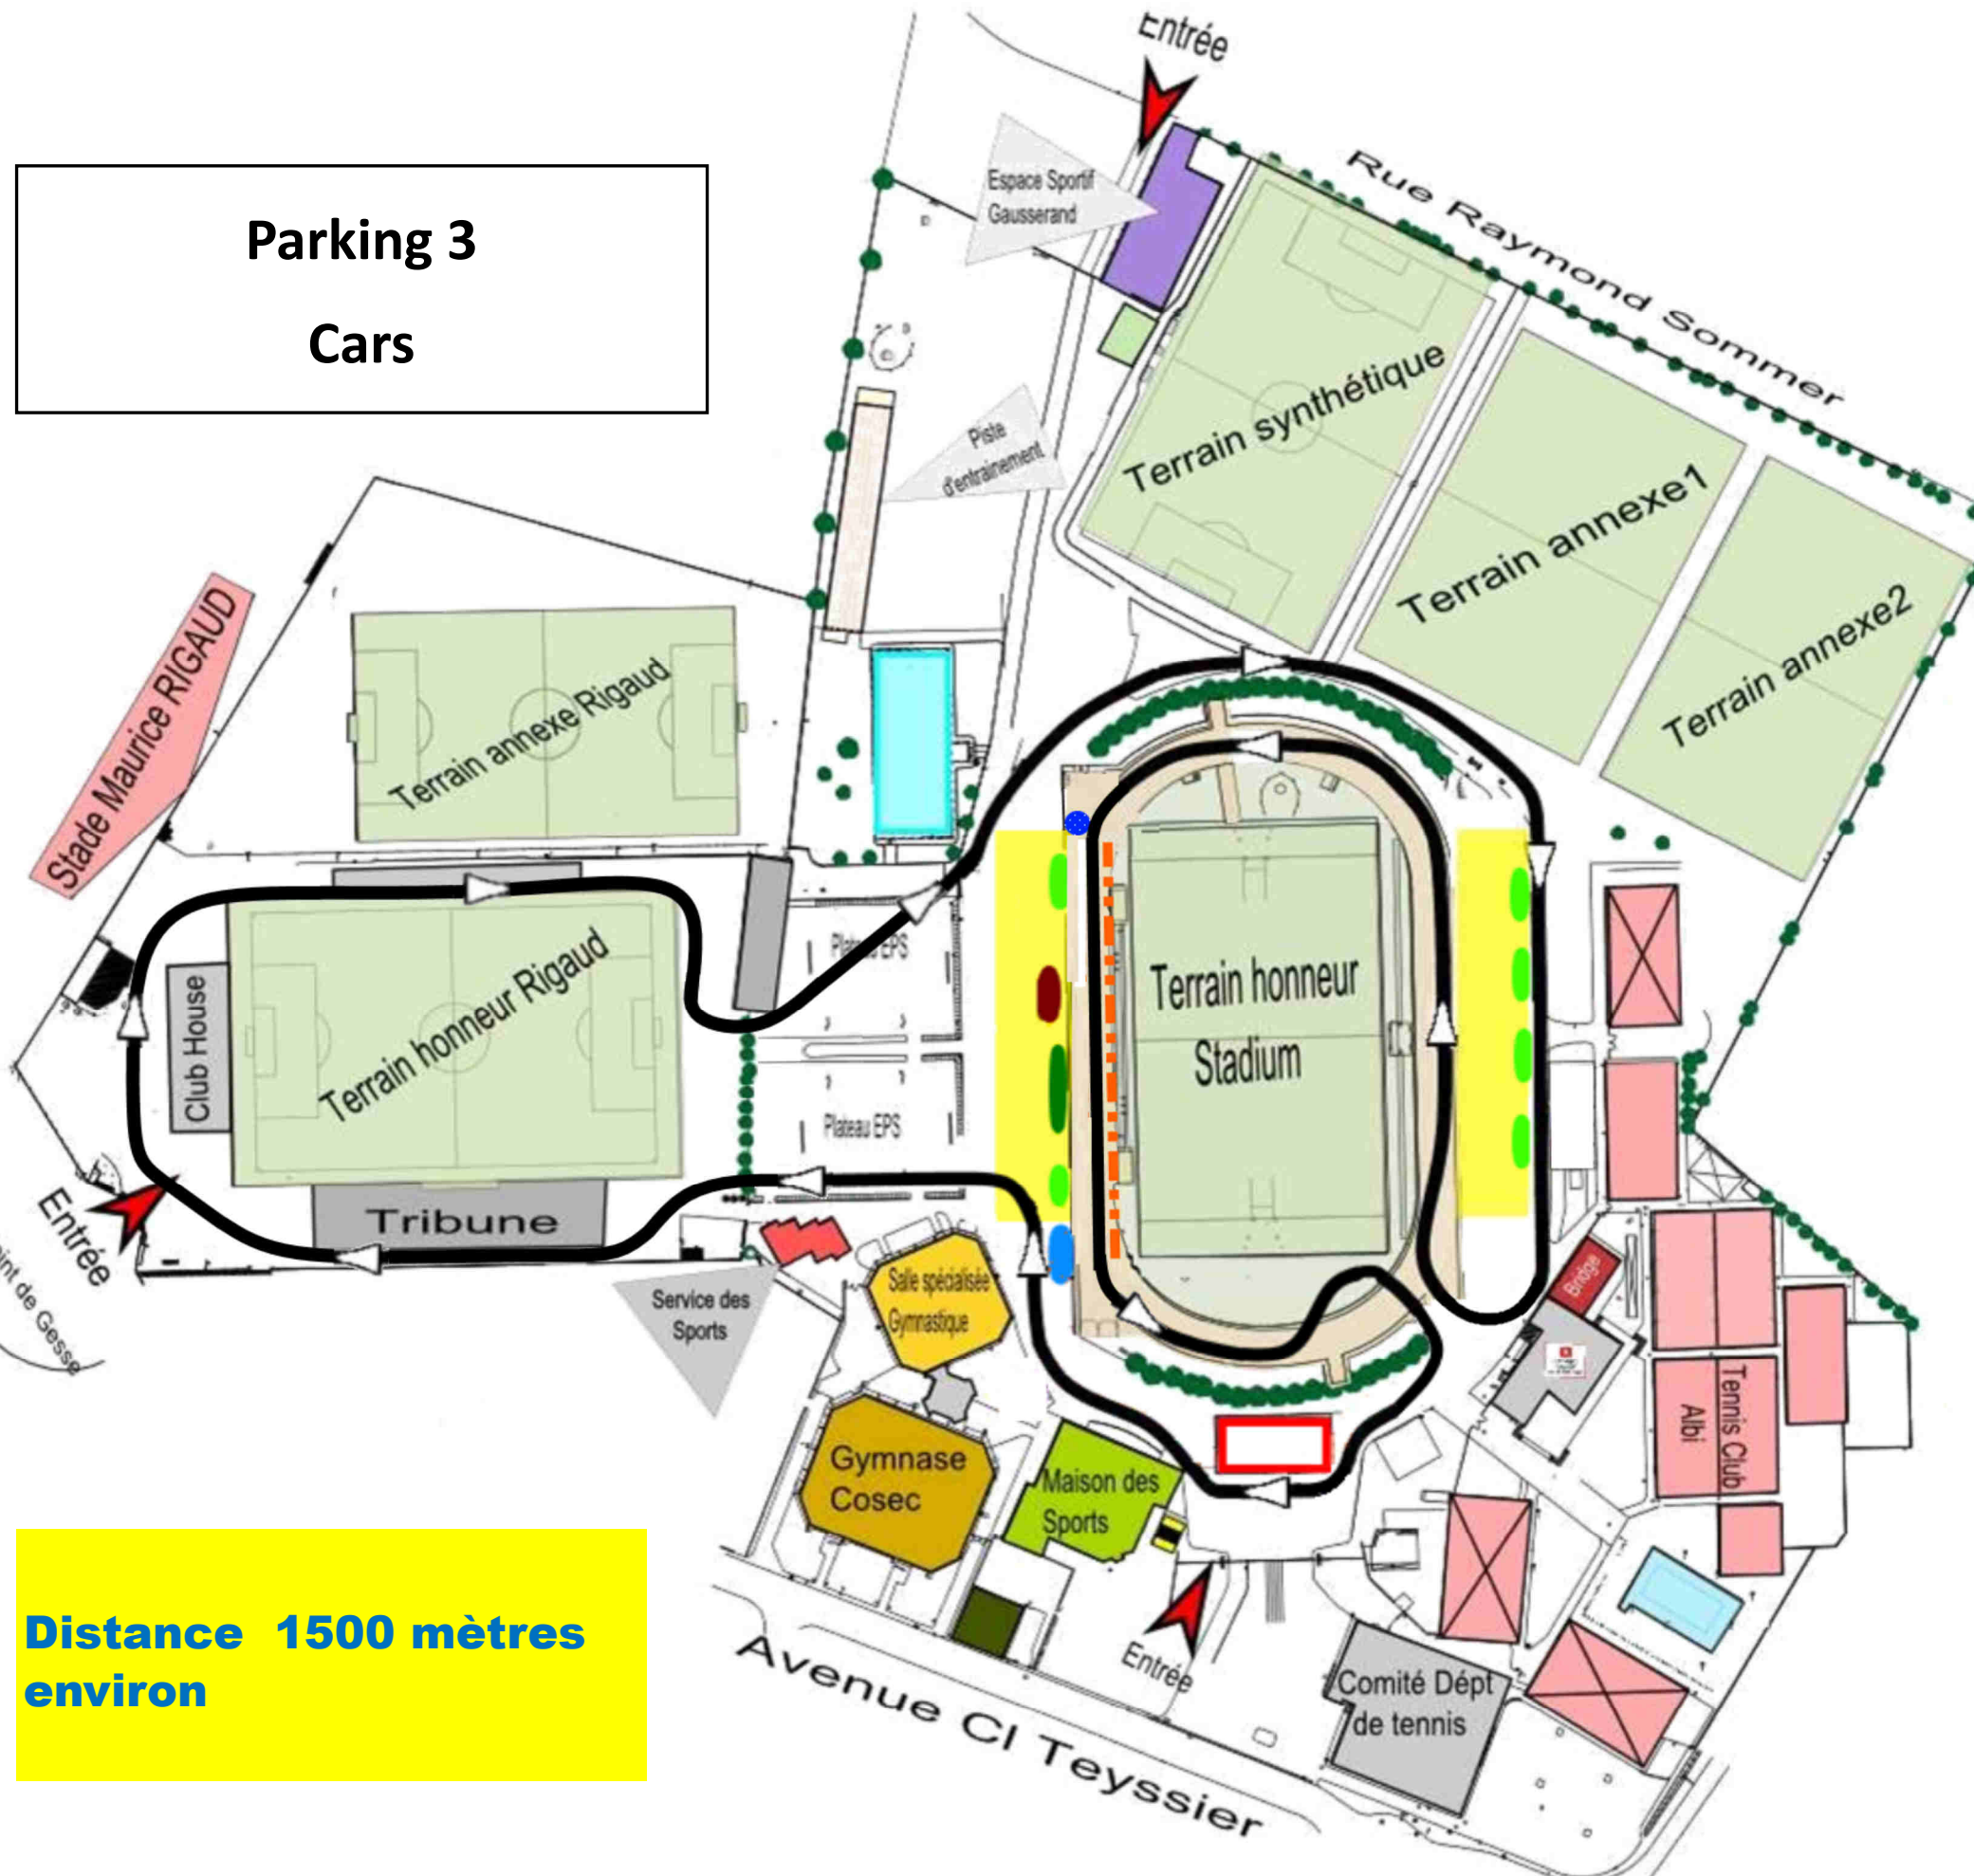 Entrée
Parking 3
Cars
Espace Sportif
Gausserand
Rue Raymond Sommer
Piste
d'entrainement
Terrain synthétique
Terrain annexe1
Terrain annexe2
Stade Maurice RIGAUD
Terrain annexe Rigaud
Plateau EPS
Club House
Terrain honneur Rigaud
Terrain honneur
Stadium
Plateau EPS
Tribune
Entrée
int de Gesse
Service des
Sports
Salle spécialisée
Gymnastique
Bridge
Tennis Club
Albi
Gymnase
Cosec
Maison des
Sports
Distance 1500 mètres
environ
Entrée
Avenue Cl Teyssier
Comité Dépt
de tennis